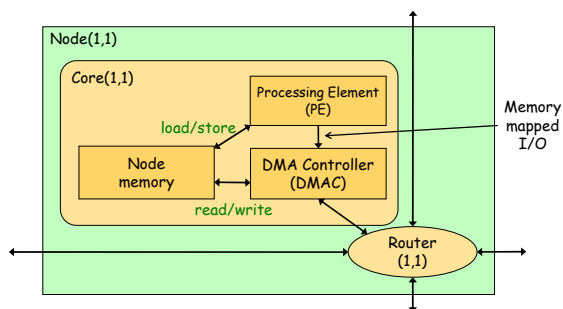 Node(1,1)
Core(1,1)
Processing Element
(PE)
load/store
Memory
mapped
I/O
Node
memory
DMA Controller
(DMAC)
read/write
Router
(1,1)